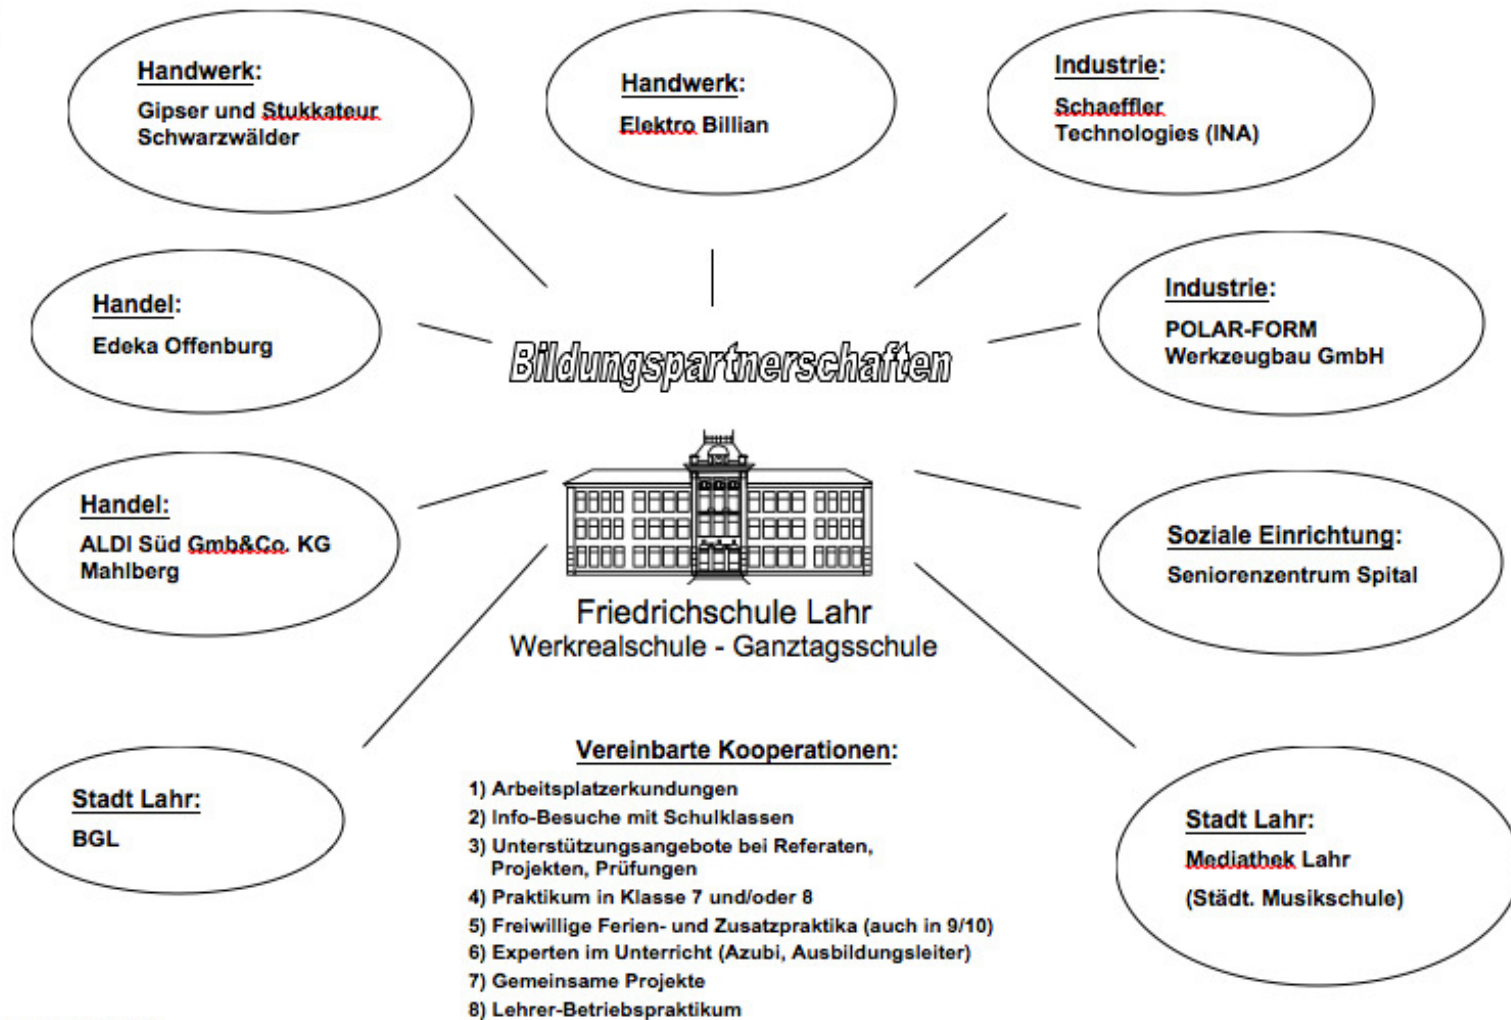 Handwerk:
Gipser und Stukkateur
Schwarzwälder
Handwerk:
Elektro Billian
Industrie:
Schaeffler
Technologies (INA)
Handel:
Edeka Offenburg
Industrie:
POLAR-FORM
Werkzeugbau GmbH
Bildungspartnerschaften
Handel:
ALDI Süd Gmb&Co. KG
Mahlberg
Soziale Einrichtung:
Seniorenzentrum Spital
Friedrichschule Lahr
Werkrealschule - Ganztagsschule
Stadt Lahr:
BGL
Vereinbarte Kooperationen:
1) Arbeitsplatzerkundungen
2) Info-Besuche mit Schulklassen
3) Unterstützungsangebote bei Referaten,
Projekten, Prüfungen
4) Praktikum in Klasse 7 und/oder 8
5) Freiwillige Ferien- und Zusatzpraktika (auch in 9/10)
6) Experten im Unterricht (Azubi, Ausbildungsleiter)
7) Gemeinsame Projekte
8) Lehrer-Betriebspraktikum
Stadt Lahr:
Mediathek Lahr
(Städt. Musikschule)